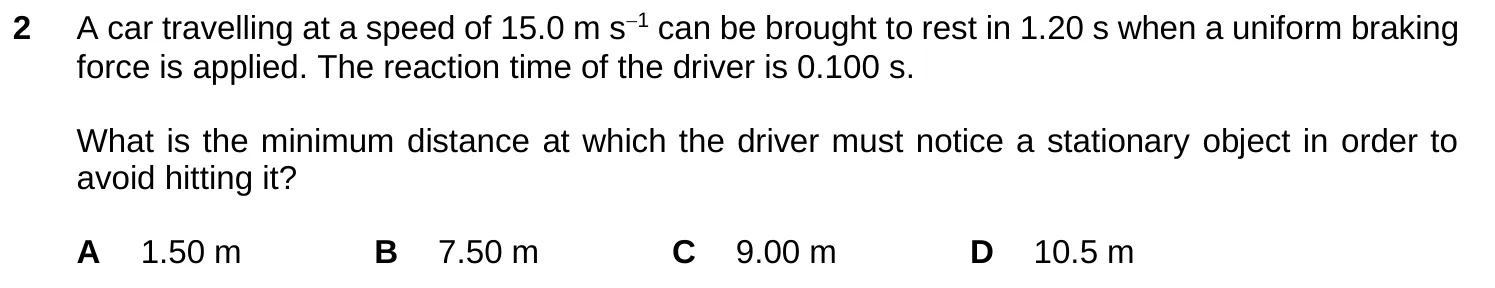 2 A car travelling at a speed of 15.0 m s⁻¹ can be brought to rest in 1.20 s when a uniform braking
force is applied. The reaction time of the driver is 0.100 s.
What is the minimum distance at which the driver must notice a stationary object in order to
avoid hitting it?
A 1.50 m B 7.50 m C 9.00 m D 10.5 m